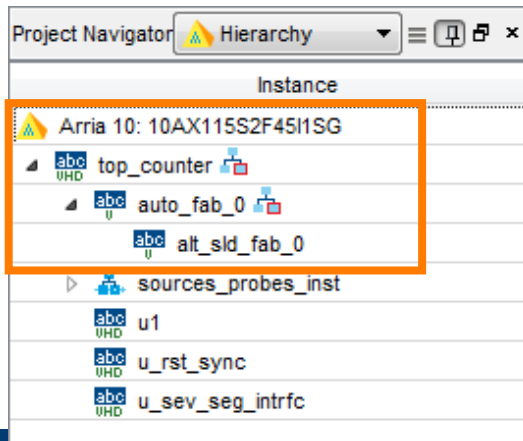 Project Navigator Hierarchy
Instance
Arria 10: 10AX115S2F45I1SG
abc VHD top_counter
abc V auto_fab_0
abc V alt_sld_fab_0
sources_probes_inst
abc VHD u1
abc VHD u_rst_sync
abc VHD u_sev_seg_intrfc